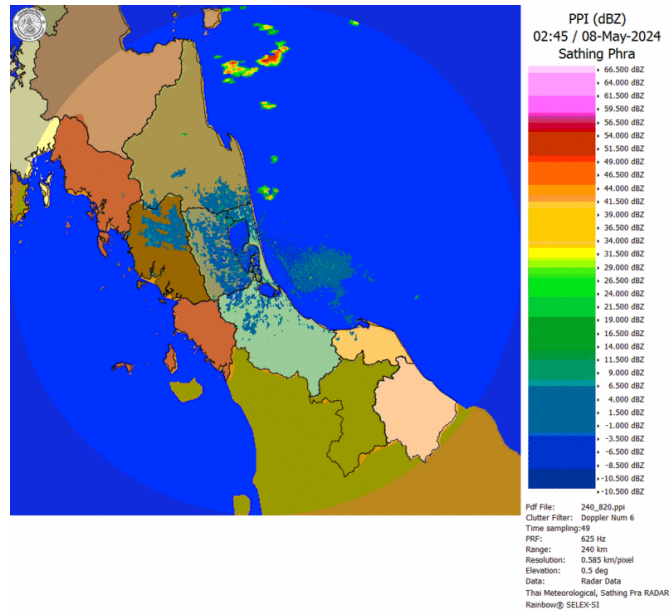 PPI (dBZ)
02:45 / 08-May-2024
Sathing Phra
66.500 dBZ
64.000 dBZ
61.500 dBZ
59.500 dBZ
56.500 dBZ
54.000 dBZ
51.500 dBZ
49.000 dBZ
46.500 dBZ
44.000 dBZ
41.500 dBZ
39.000 dBZ
36.500 dBZ
34.000 dBZ
31.500 dBZ
29.000 dBZ
26.500 dBZ
24.000 dBZ
21.500 dBZ
19.000 dBZ
16.500 dBZ
14.000 dBZ
11.500 dBZ
9.000 dBZ
6.500 dBZ
4.000 dBZ
1.500 dBZ
-1.000 dBZ
-3.500 dBZ
-6.500 dBZ
-8.500 dBZ
-10.500 dBZ
-10.500 dBZ
Pdf File: 240_820.ppi
Clutter Filter: Doppler Num 6
Time sampling:49
PRF: 625 Hz
Range: 240 km
Resolution: 0.585 km/pixel
Elevation: 0.5 deg
Data: Radar Data
Thai Meteorological, Sathing Pra RADAR
Rainbow® SELEX-SI